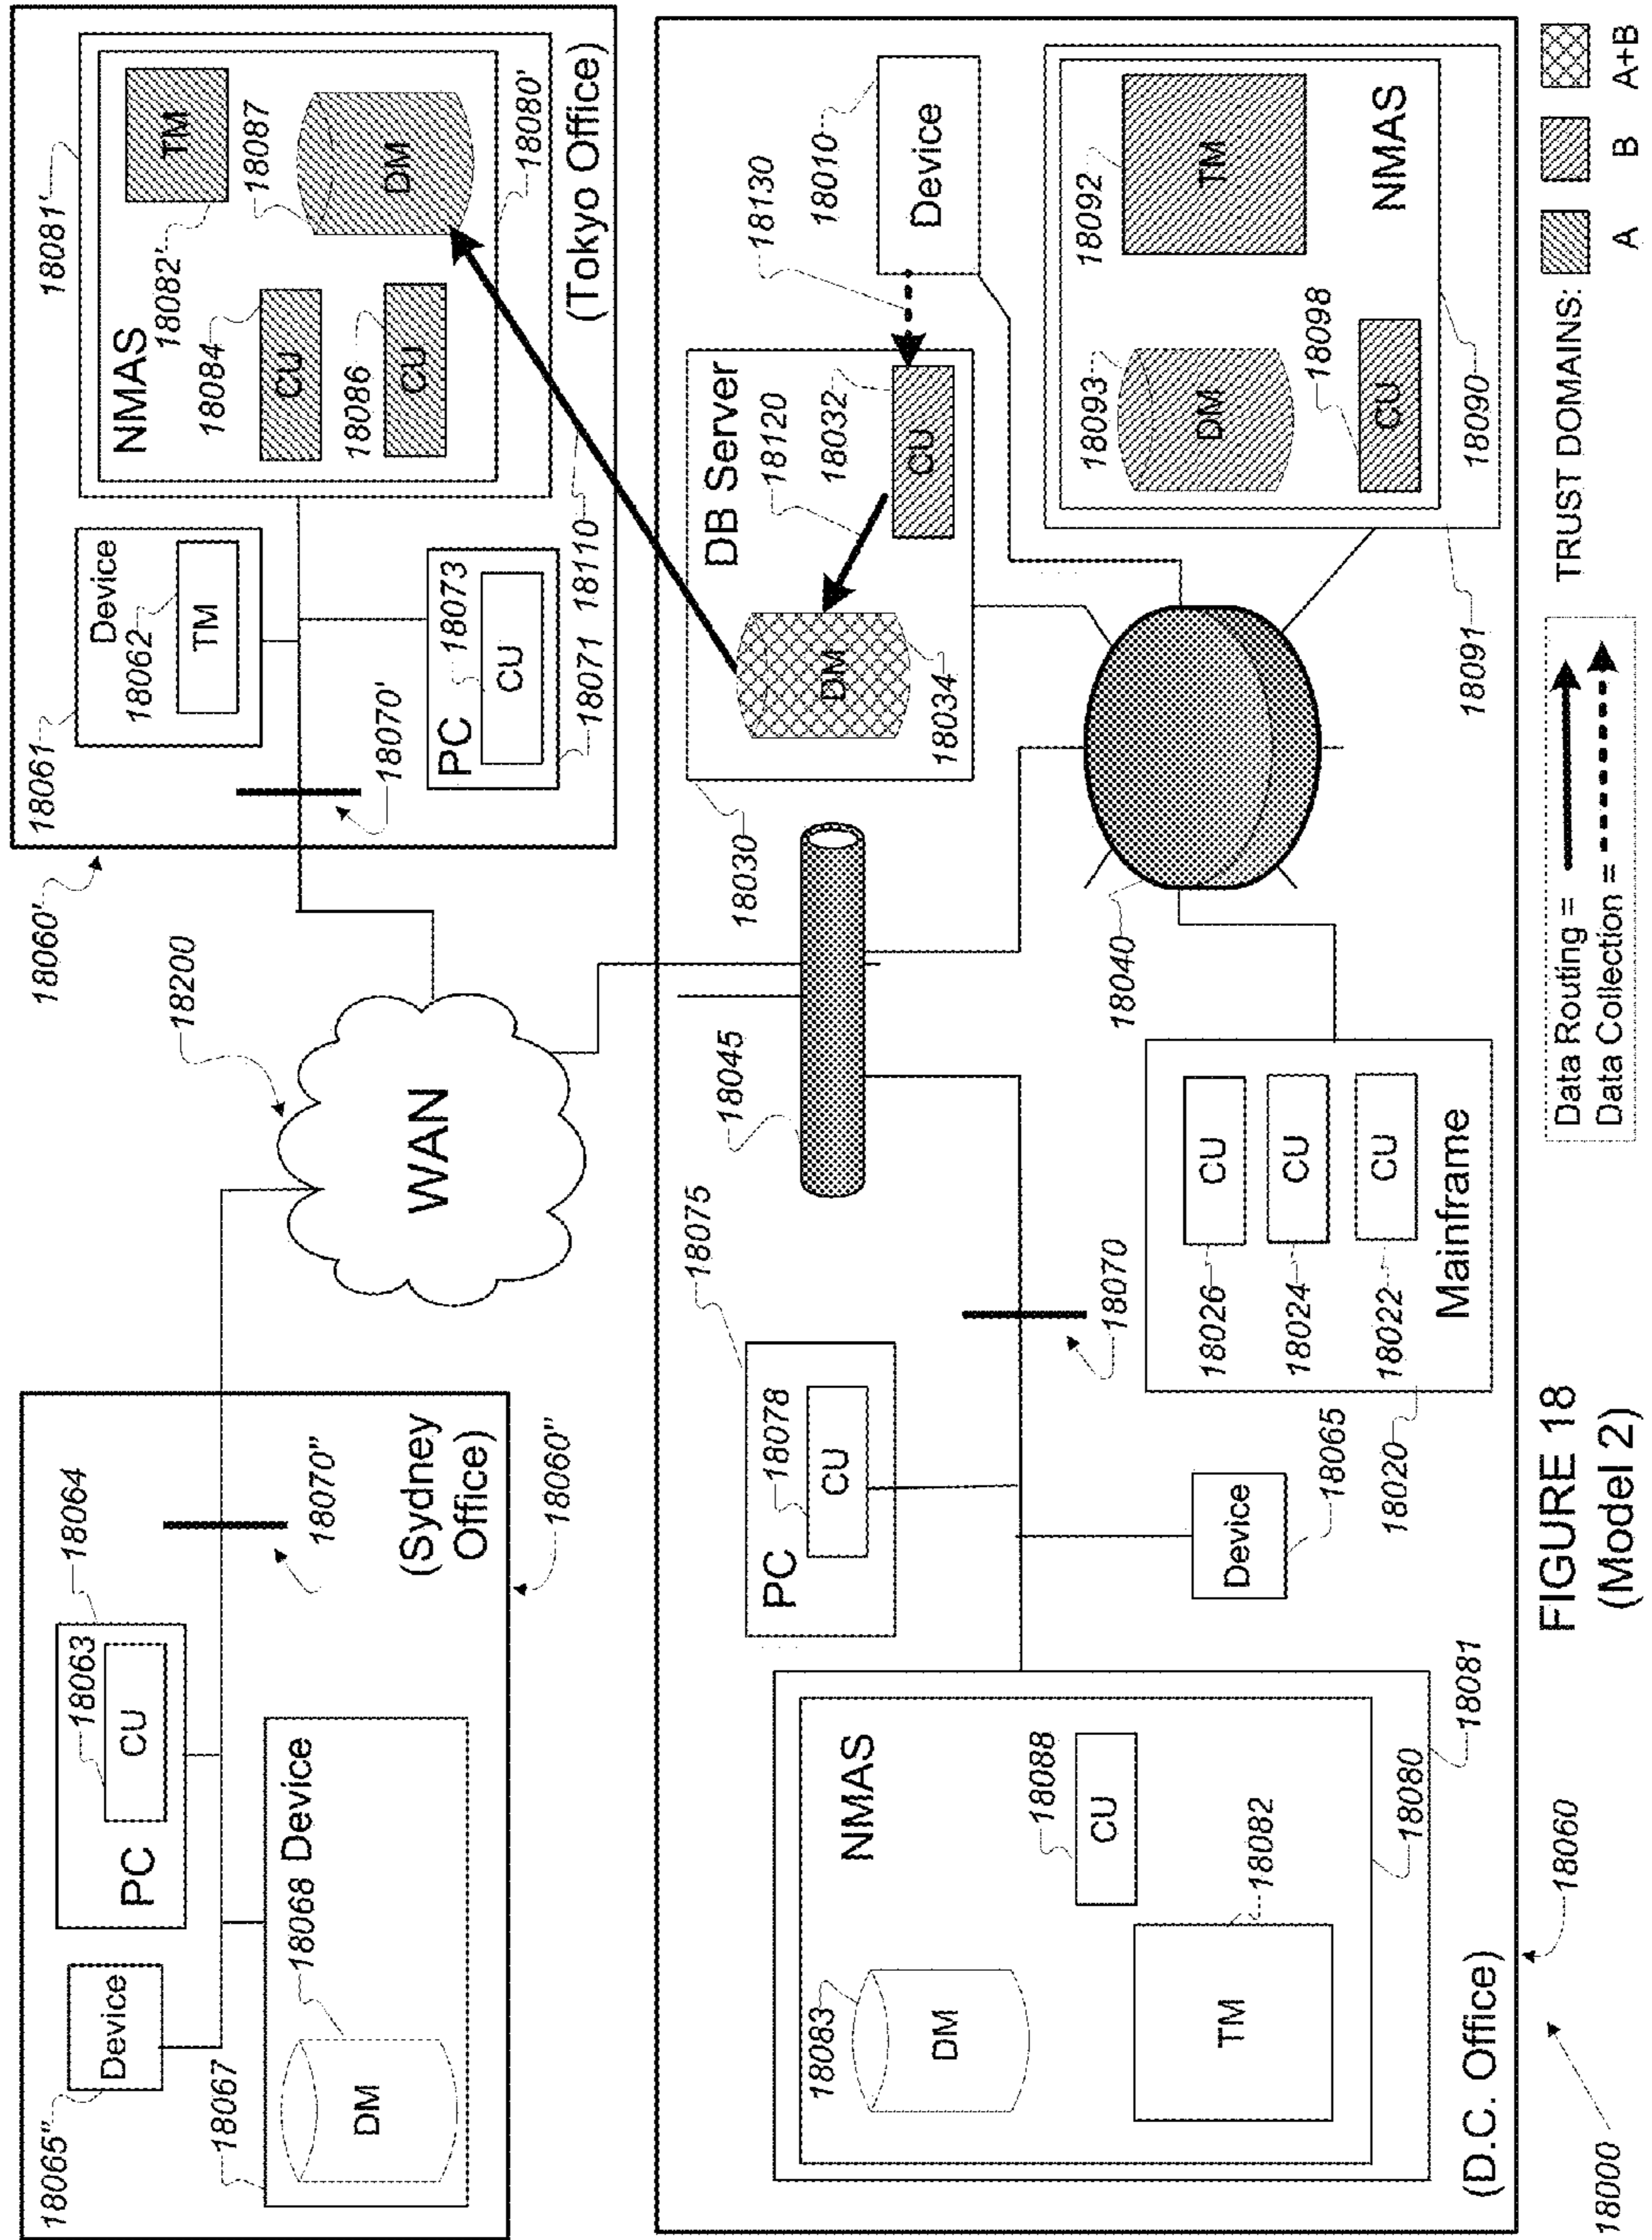 18065"
Device
18067
DM
18068 Device
PC
18063
CU
18064
18070"
(Sydney
Office)
18060"
WAN
18200
18060'
18061
Device
18062
TM
PC
18073
CU
18071
18070'
18110
18081'
NMAS
18082'
TM
18084
CU
18086
CU
18087
DM
18080'
(Tokyo Office)
NMAS
18083
DM
18088
CU
18082
TM
18080
18081
PC
18078
CU
18075
Device
18065
18070
18045
18030
DB Server
DM
18034
18120
18032
CU
18130
18010
Device
18040
18026
CU
18024
CU
18022
CU
Mainframe
18020
18093
DM
18092
TM
18098
CU
NMAS
18090
18091
(D.C. Office)
18060
18000
FIGURE 18
(Model 2)
Data Routing =
Data Collection =
TRUST DOMAINS:
A
B
A+B